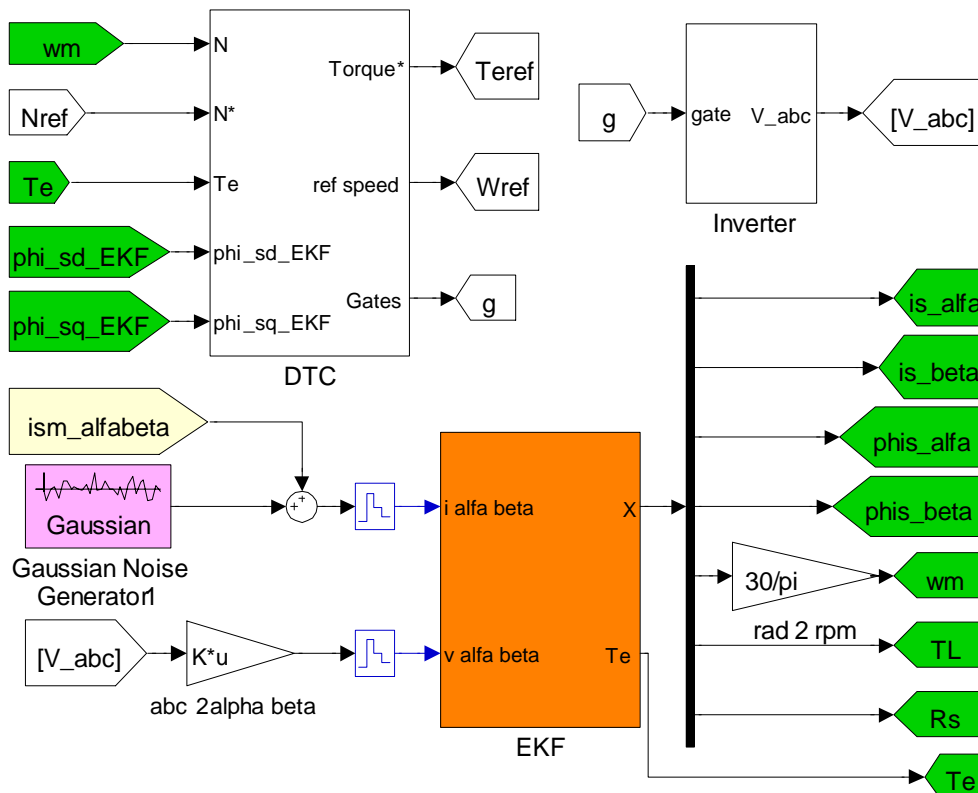 wm
N
Nref
N*
Te
Te
phi_sd_EKF
phi_sd_EKF
phi_sq_EKF
phi_sq_EKF
Torque*
ref speed
Gates
DTC
Teref
Wref
g
g
gate
V_abc
Inverter
[V_abc]
ism_alfabeta
Gaussian
Gaussian Noise
Generator1
++
[V_abc]
K*u
abc 2alpha beta
i alfa beta
v alfa beta
X
Te
EKF
is_alfa
is_beta
phis_alfa
phis_beta
30/pi
rad 2 rpm
wm
TL
Rs
Te